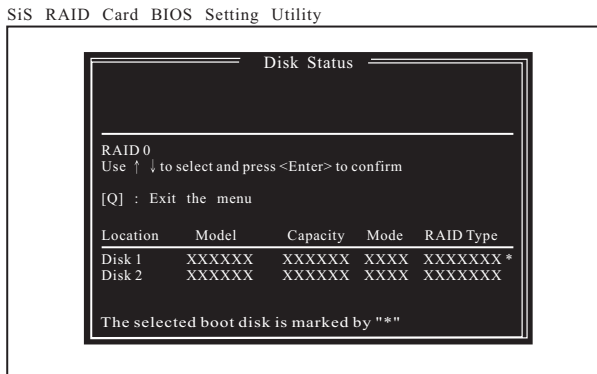 SiS RAID Card BIOS Setting Utility
Disk Status
RAID 0
Use ↑ ↓ to select and press <Enter> to confirm
[Q] : Exit the menu
Location Model Capacity Mode RAID Type
Disk 1 XXXXXX XXXXXX XXXX XXXXXXX *
Disk 2 XXXXXX XXXXXX XXXX XXXXXXX
The selected boot disk is marked by "*"